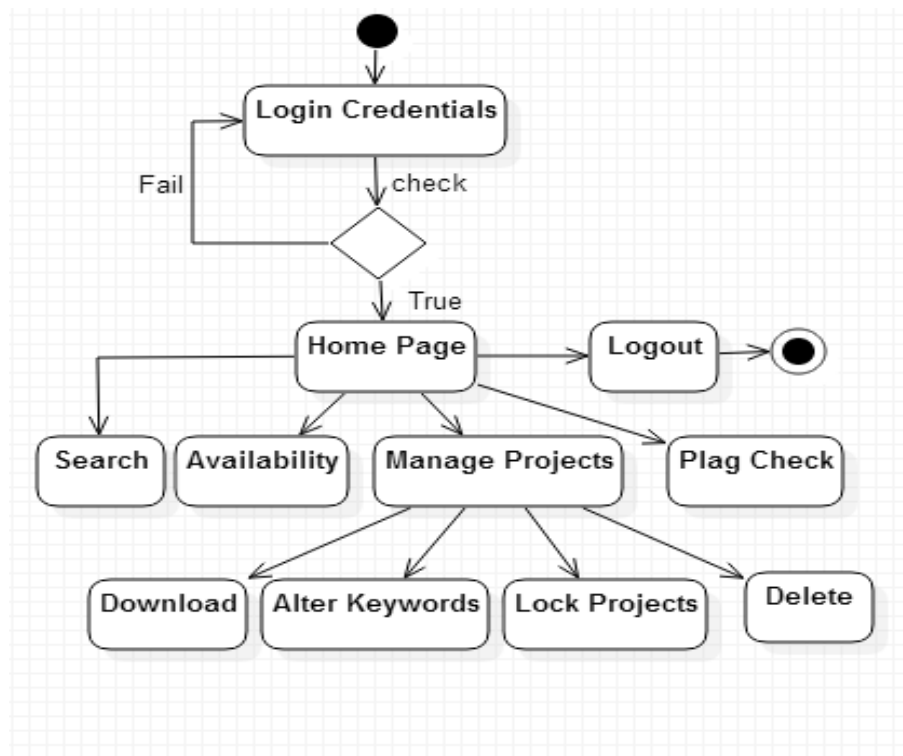 Login Credentials
Fail
check
True
Home Page
Logout
Search
Availability
Manage Projects
Plag Check
Download
Alter Keywords
Lock Projects
Delete